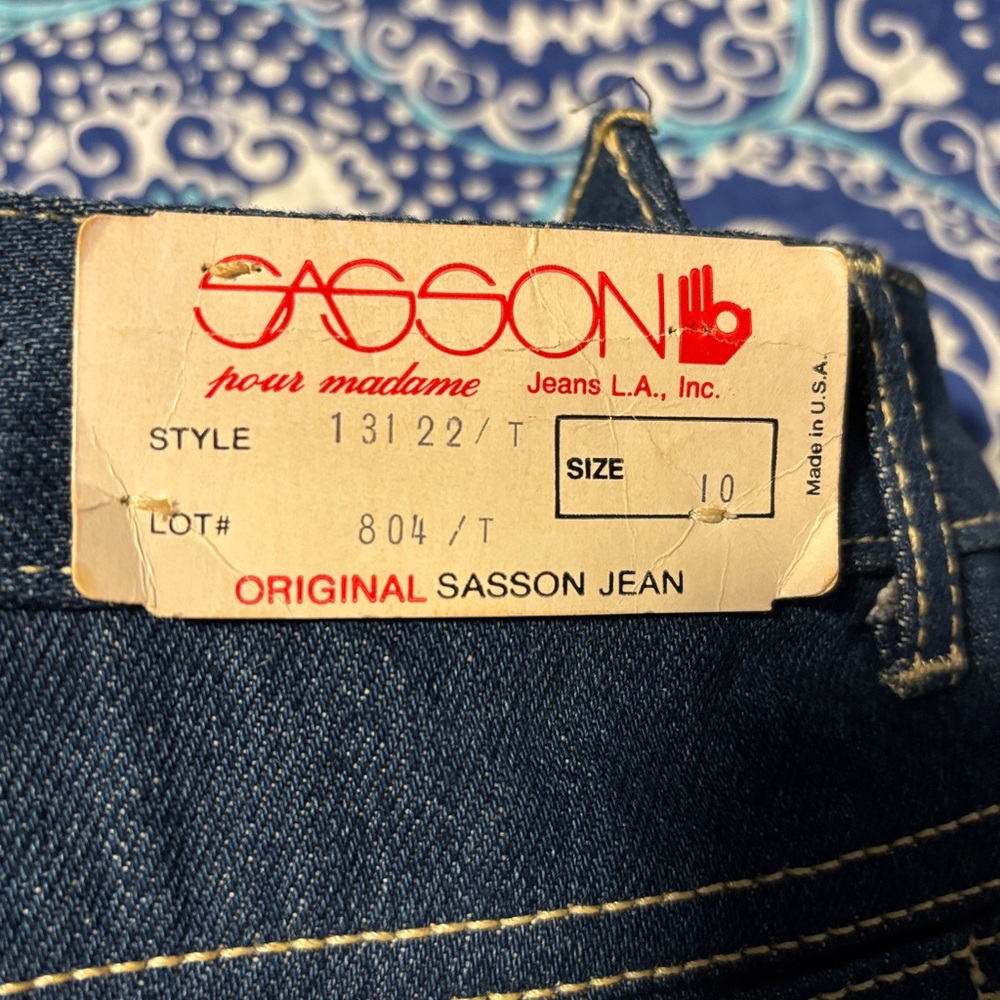 SASSON
pour madame Jeans L.A., Inc.
STYLE 13122/T
SIZE 10
LOT# 804/T
ORIGINAL SASSON JEAN
Made in U.S.A.